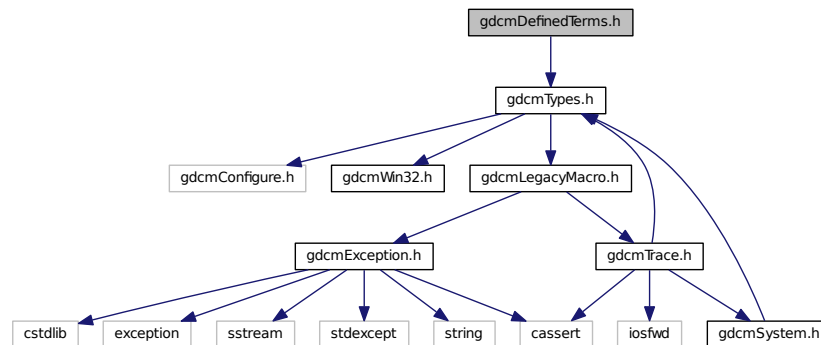 gdcmDefinedTerms.h
gdcmTypes.h
gdcmConfigure.h
gdcmWin32.h
gdcmLegacyMacro.h
gdcmException.h
gdcmTrace.h
cstdlib
exception
sstream
stdexcept
string
cassert
iosfwd
gdcmSystem.h